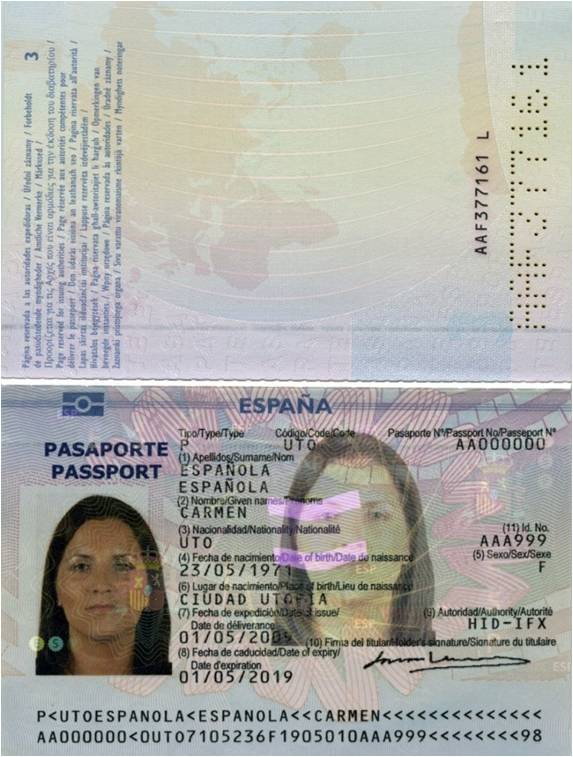 3
Página reservada a las autoridades expedidoras / Úřední záznamy / Forbeholdt
de pasudstedende myndigheder / Amtliche Vermerke / Märkused /
Προορίζεται για τις Αρχές που είναι αρμόδιες για την έκδοση του διαβατηρίου /
Page reserved for issuing authorities / Page réservée aux autorités compétentes pour
délivrer le passeport /
Pagina riservata all'autorità /
Hivatalos bejegyzések /
Opmerkingen van
bevoegde instanties / Wpisy urzędowe / Página reservada às autoridades / Úradné záznamy /
Zaznamki pristojnega organa / Sivu varattu viranomaisen
AAF377161 L
AAF377161
ESPAÑA
PASAPORTE
PASSPORT
Tipo/Type/Type Código/Code/Code Pasaporte Nº/Passport No/Passeport Nº
P UTO AA000000
(1) Apellidos/Surname/Nom
ESPAÑOLA
ESPAÑOLA
(2) Nombre/Given names/Prénoms
CARMEN
(3) Nacionalidad/Nationality/Nationalité (11) Id. No.
UTO AAA999
(4) Fecha de nacimiento/Date of birth/Date de naissance (5) Sexo/Sex/Sexe
23/05/1971 F
(6) Lugar de nacimiento/Place of birth/Lieu de naissance
CIUDAD UTOPIA
(7) Fecha de expedición/Date of issue/ (9) Autoridad/Authority/Autorité
Date de délivrance HID-IFX
01/05/2009 (10) Firma del titular/Holder's signature/Signature du titulaire
(8) Fecha de caducidad/Date of expiry/
Date d'expiration
01/05/2019
P<UTOESPANOLA<ESPANOLA<<CARMEN<<<<<<<<<<<<<<
AA000000<0UTO7105236F1905010AAA999<<<<<<<<98